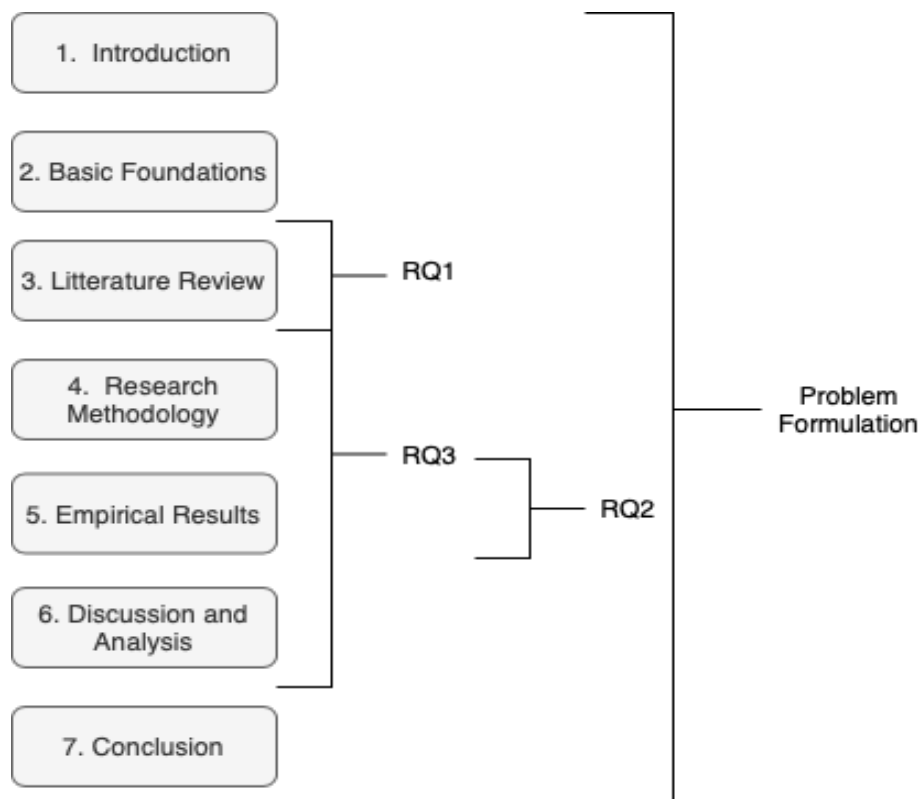 1. Introduction
2. Basic Foundations
3. Litterature Review
RQ1
4. Research
Methodology
Problem
Formulation
RQ3
5. Empirical Results
RQ2
6. Discussion and
Analysis
7. Conclusion